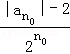 | a_{n_0} | - 2
2^{n_0}